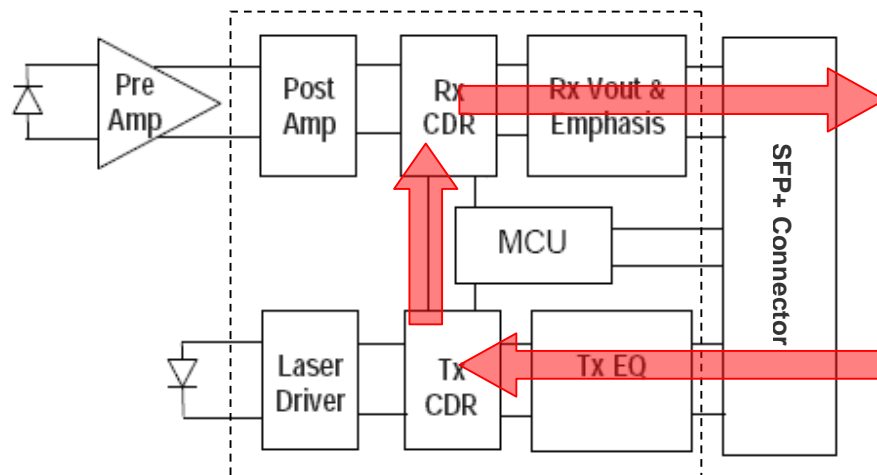 Pre
Amp
Post
Amp
Rx
CDR
Rx Vout &
Emphasis
SFP+ Connector
MCU
Laser
Driver
Tx
CDR
Tx EQ